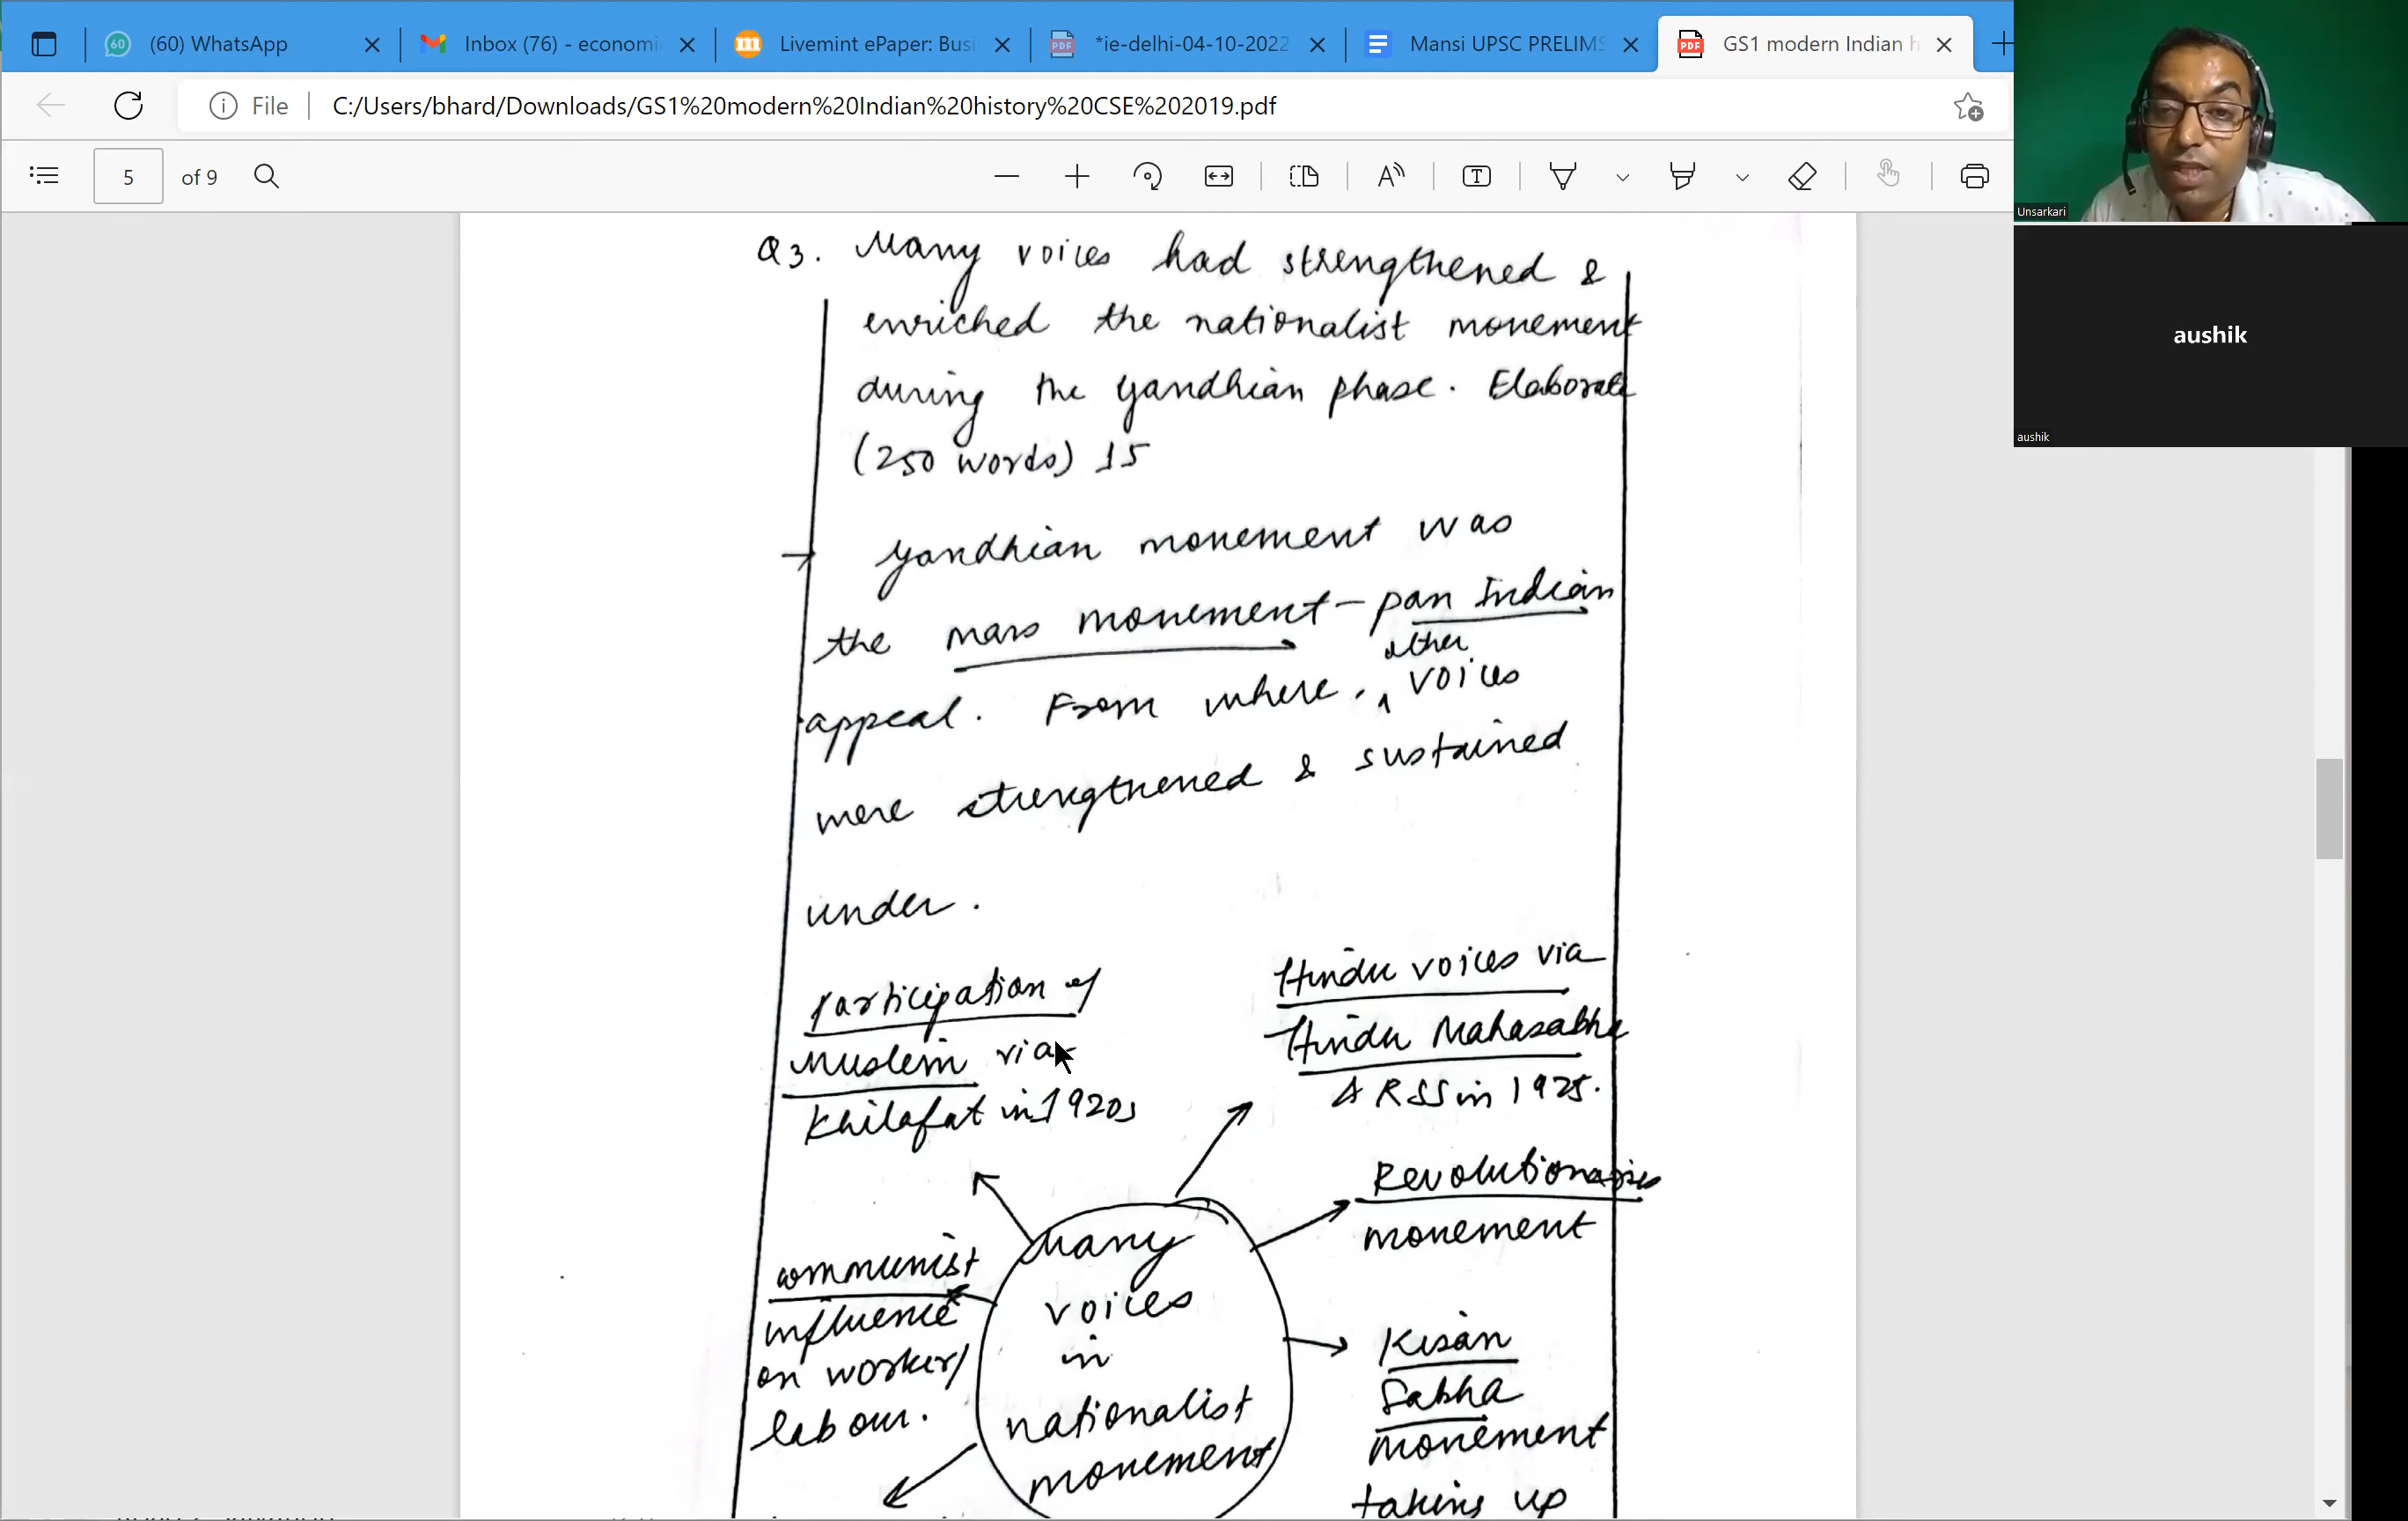 (60) WhatsApp
Inbox (76) - economi
Livemint ePaper: Busi
*ie-delhi-04-10-2022
Mansi UPSC PRELIMS
GS1 modern Indian h
File
C:/Users/bhard/Downloads/GS1%20modern%20Indian%20history%20CSE%202019.pdf
5 of 9
Unsarkari
aushik
aushik
Q3. Many voices had strengthened &
enriched the nationalist movement
during the Gandhian phase. Elaborate
(250 words) 15
Gandhian movement was
the mass movement - pan Indian
other
appeal. From where voices
were strengthened & sustained
under.
Participation of
Muslim via
Khilafat in 1920s
Hindu voices via
Hindu Mahasabha
& RSS in 1925.
Revolutionaries
movement
communist
influence
on worker/
labour.
Many
voices
in
nationalist
movement
Kisan
Sabha
movement
taking up